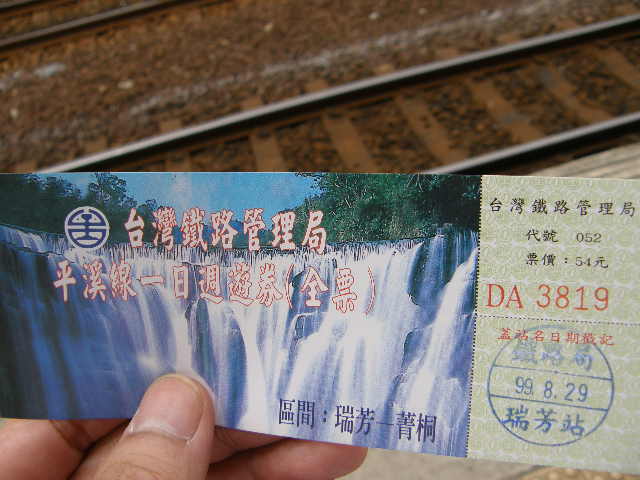 台灣鐵路管理局
平溪線一日週遊券(全票)
區間：瑞芳—菁桐
台灣鐵路管理局
代號 052
票價：54元
DA 3819
蓋站名日期戳記
鐵路局
99.8.29
瑞芳站